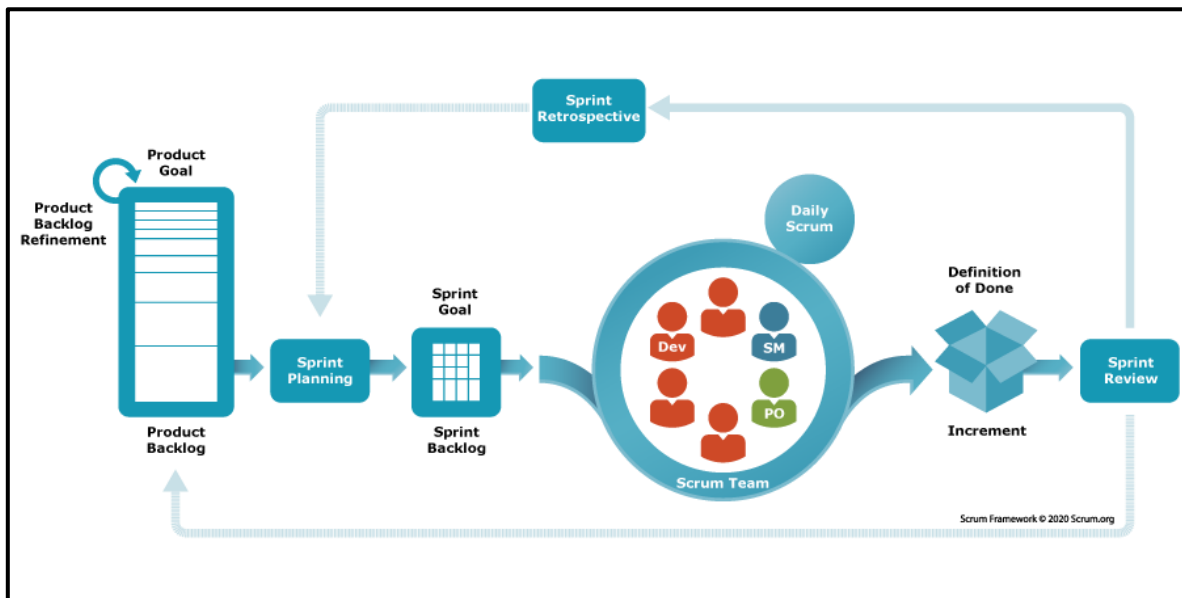 Sprint
Retrospective
Product
Goal
Product
Backlog
Refinement
Daily
Scrum
Sprint
Goal
Definition
of Done
Dev
SM
Sprint
Planning
Sprint
Review
PO
Product
Backlog
Sprint
Backlog
Increment
Scrum Team
Scrum Framework © 2020 Scrum.org